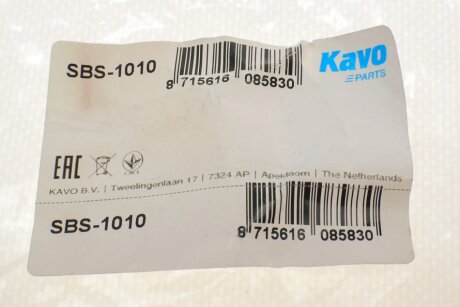 SBS-1010
8 715616 085830
Kavo
PARTS
EAC
KAVO B.V. | Tweelingenlaan 17 | 7324 AP | Apeldoorn | The Netherlands
SBS-1010
8 715616 085830